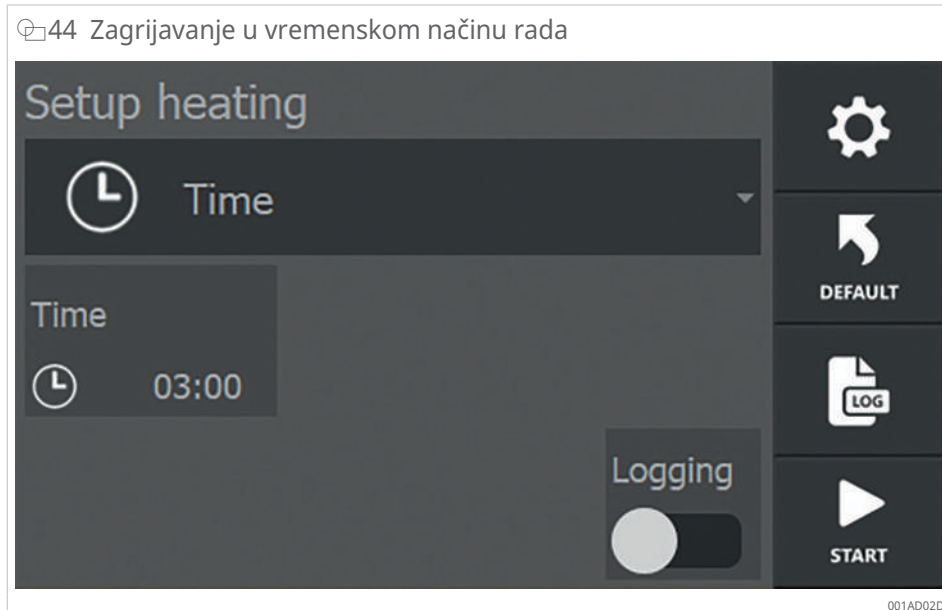 44 Zagrijavanje u vremenskom načinu rada
Setup heating
Time
DEFAULT
Time
03:00
LOG
Logging
START
001AD02D